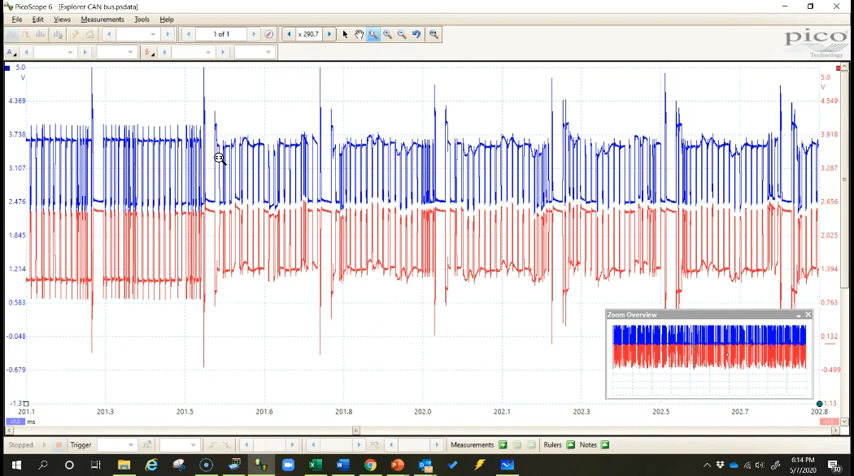 PicoScope 6 - [Explorer CAN bus.psdata]
File Edit Views Measurements Tools Help
1 of 1
x 290.7
pico
Technology
A
B
5.0
V
4.369
3.738
3.107
2.476
1.845
1.214
0.583
-0.048
-0.679
-1.31
5.0
V
4.549
3.918
3.287
2.656
2.025
1.394
0.763
0.132
-0.499
-1.13
Zoom Overview
201.1 201.3 201.5 201.6 201.8 202.0 202.1 202.3 202.5 202.7 202.8
ms
Stopped Trigger Measurements Rulers Notes
6:14 PM
5/7/2020